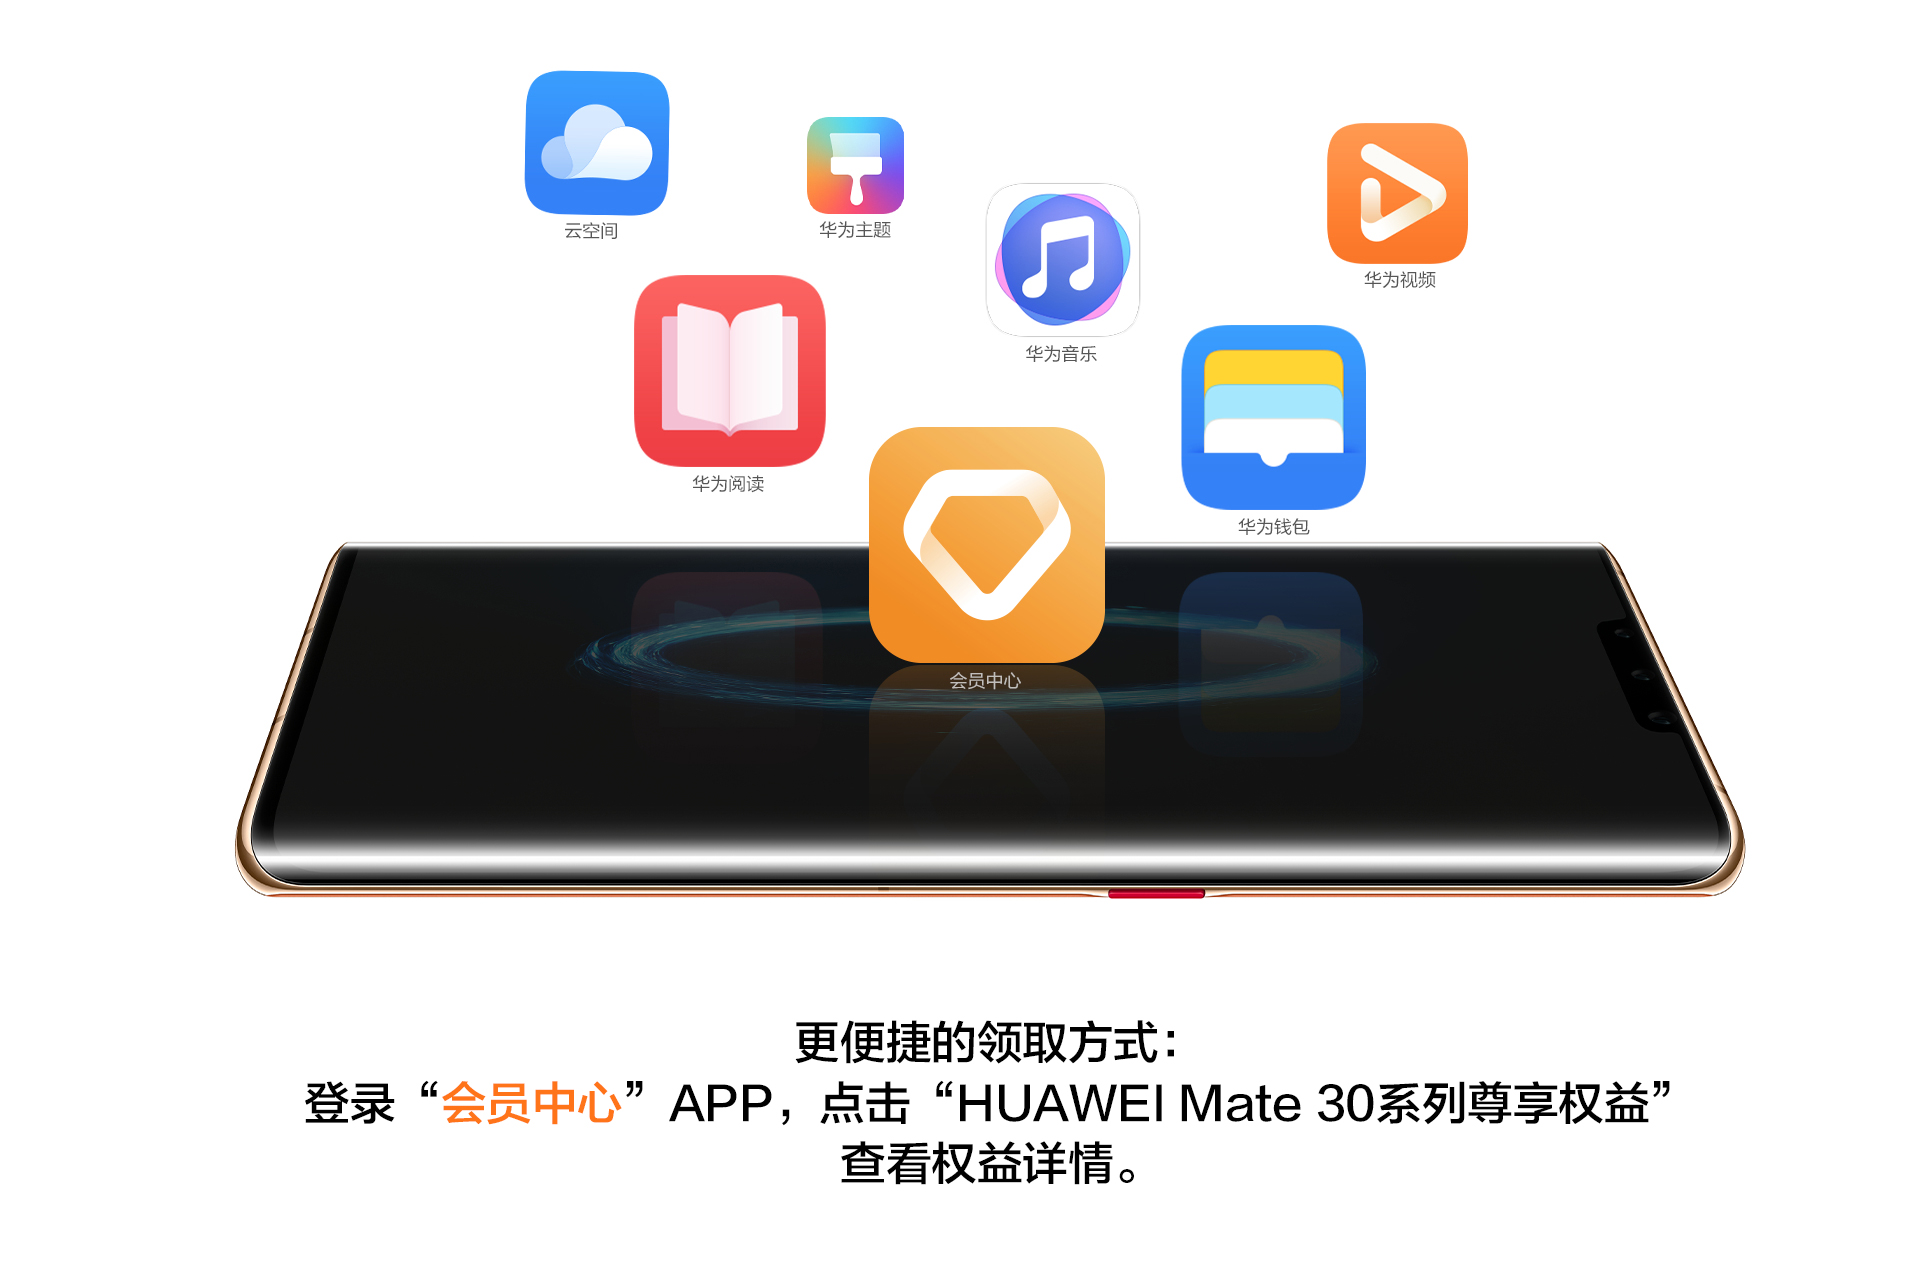 云空间
华为主题
华为视频
华为音乐
华为阅读
华为钱包
会员中心
更便捷的领取方式：
登录“会员中心”APP，点击“HUAWEI Mate 30系列尊享权益”
查看权益详情。